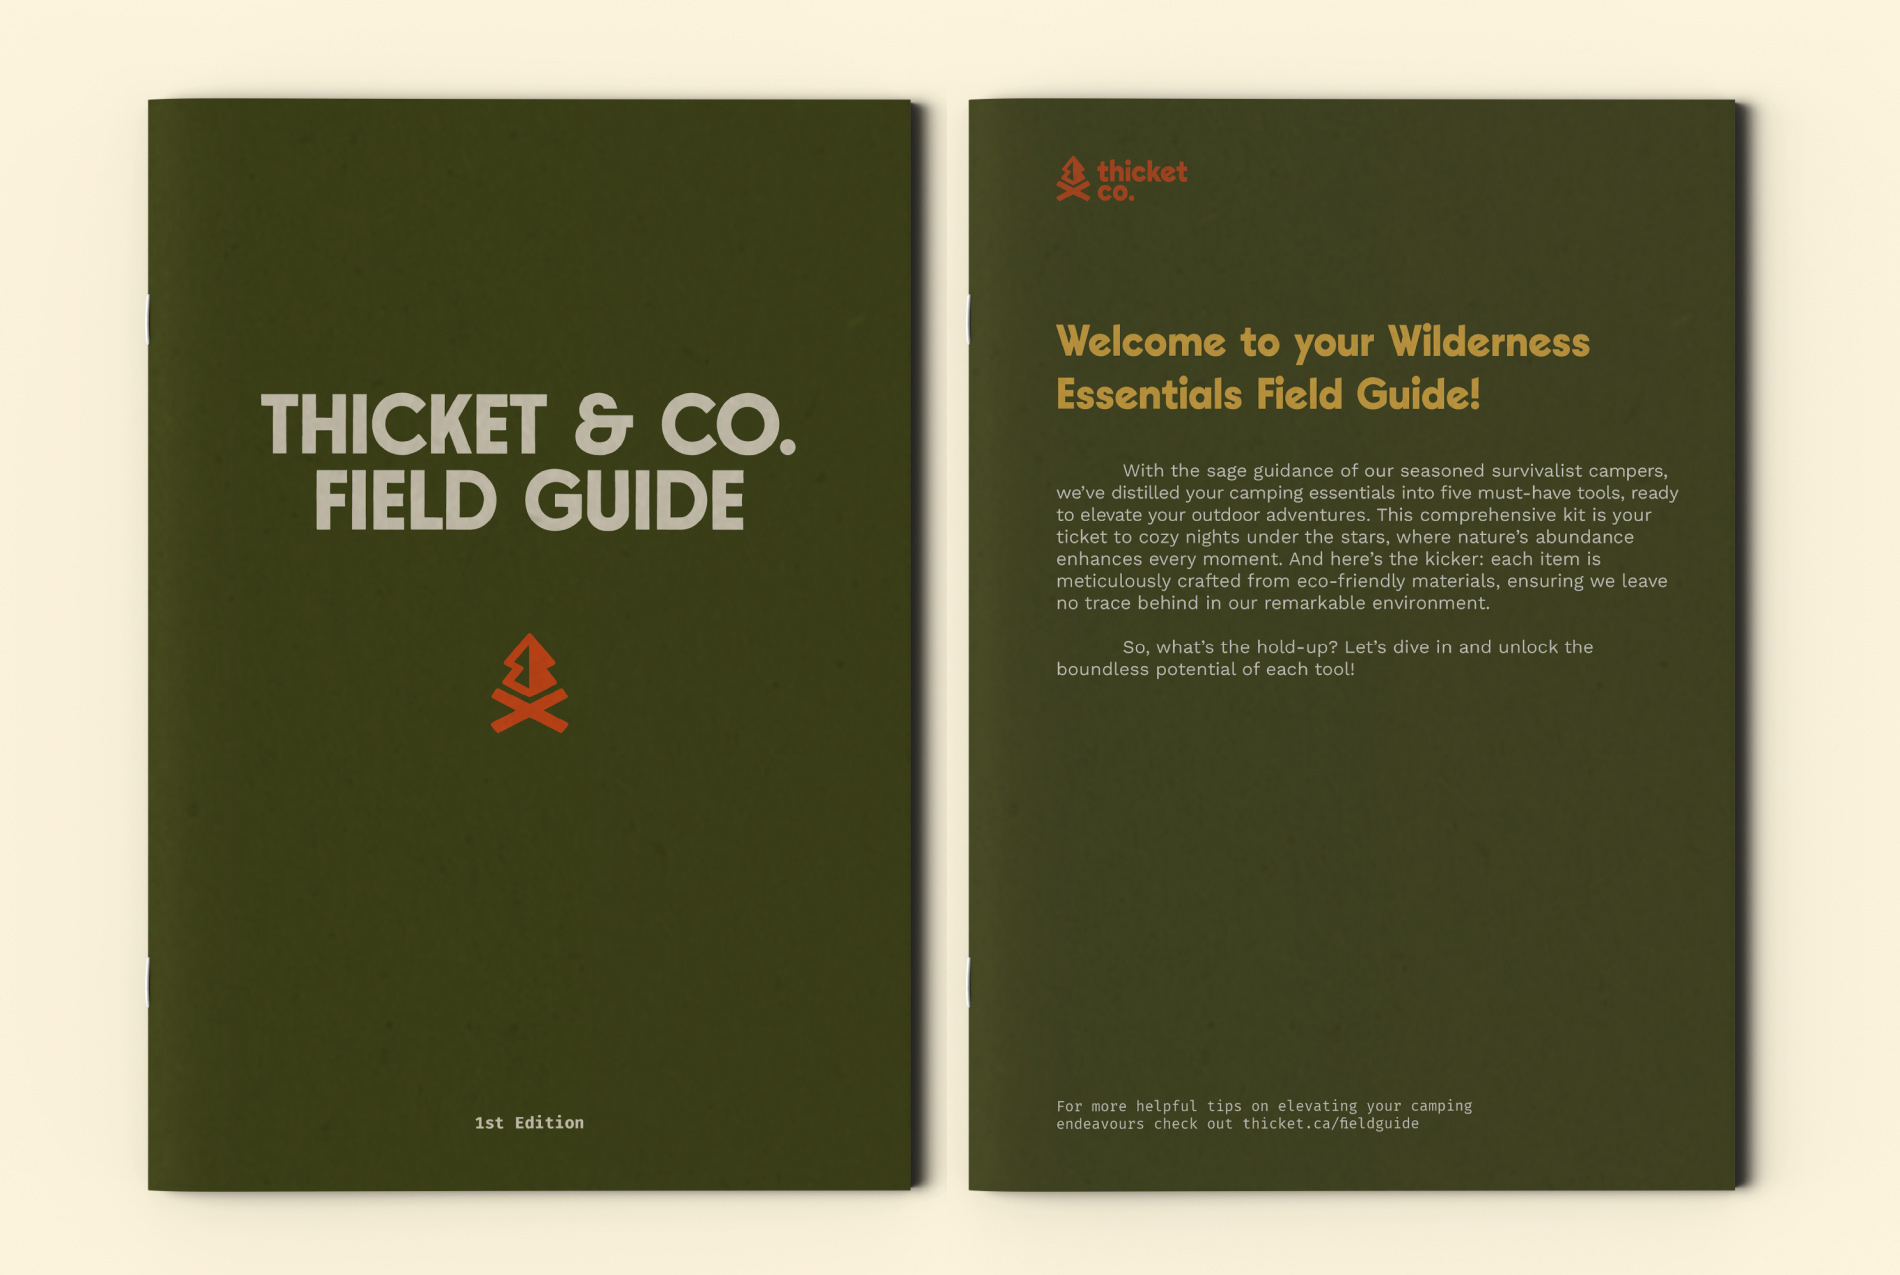 THICKET & CO.
FIELD GUIDE
1st Edition
thicket
co.
Welcome to your Wilderness
Essentials Field Guide!
With the sage guidance of our seasoned survivalist campers,
we’ve distilled your camping essentials into five must-have tools, ready
to elevate your outdoor adventures. This comprehensive kit is your
ticket to cozy nights under the stars, where nature’s abundance
enhances every moment. And here’s the kicker: each item is
meticulously crafted from eco-friendly materials, ensuring we leave
no trace behind in our remarkable environment.
So, what’s the hold-up? Let’s dive in and unlock the
boundless potential of each tool!
For more helpful tips on elevating your camping
endeavours check out thicket.ca/fieldguide